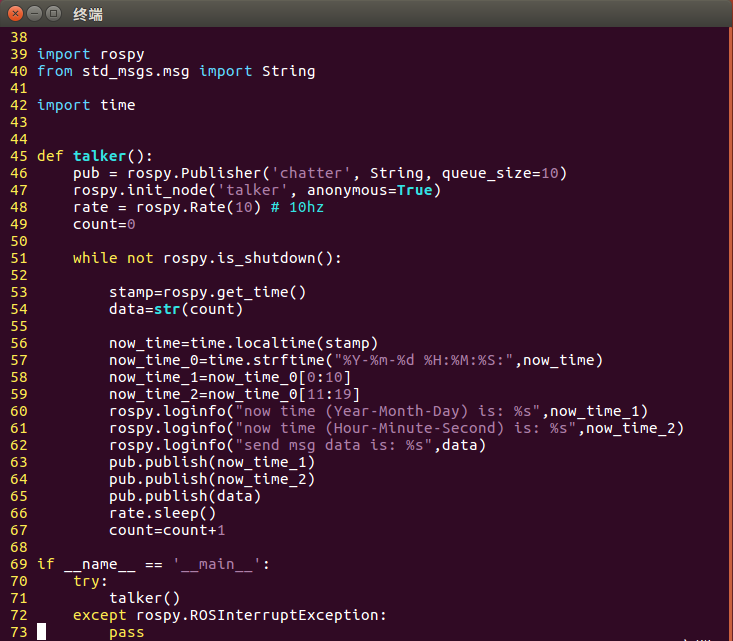 终端
38
39 import rospy
40 from std_msgs.msg import String
41
42 import time
43
44
45 def talker():
46     pub = rospy.Publisher('chatter', String, queue_size=10)
47     rospy.init_node('talker', anonymous=True)
48     rate = rospy.Rate(10) # 10hz
49     count=0
50
51     while not rospy.is_shutdown():
52
53         stamp=rospy.get_time()
54         data=str(count)
55
56         now_time=time.localtime(stamp)
57         now_time_0=time.strftime("%Y-%m-%d %H:%M:%S:",now_time)
58         now_time_1=now_time_0[0:10]
59         now_time_2=now_time_0[11:19]
60         rospy.loginfo("now time (Year-Month-Day) is: %s",now_time_1)
61         rospy.loginfo("now time (Hour-Minute-Second) is: %s",now_time_2)
62         rospy.loginfo("send msg data is: %s",data)
63         pub.publish(now_time_1)
64         pub.publish(now_time_2)
65         pub.publish(data)
66         rate.sleep()
67         count=count+1
68
69 if __name__ == '__main__':
70     try:
71         talker()
72     except rospy.ROSInterruptException:
73         pass